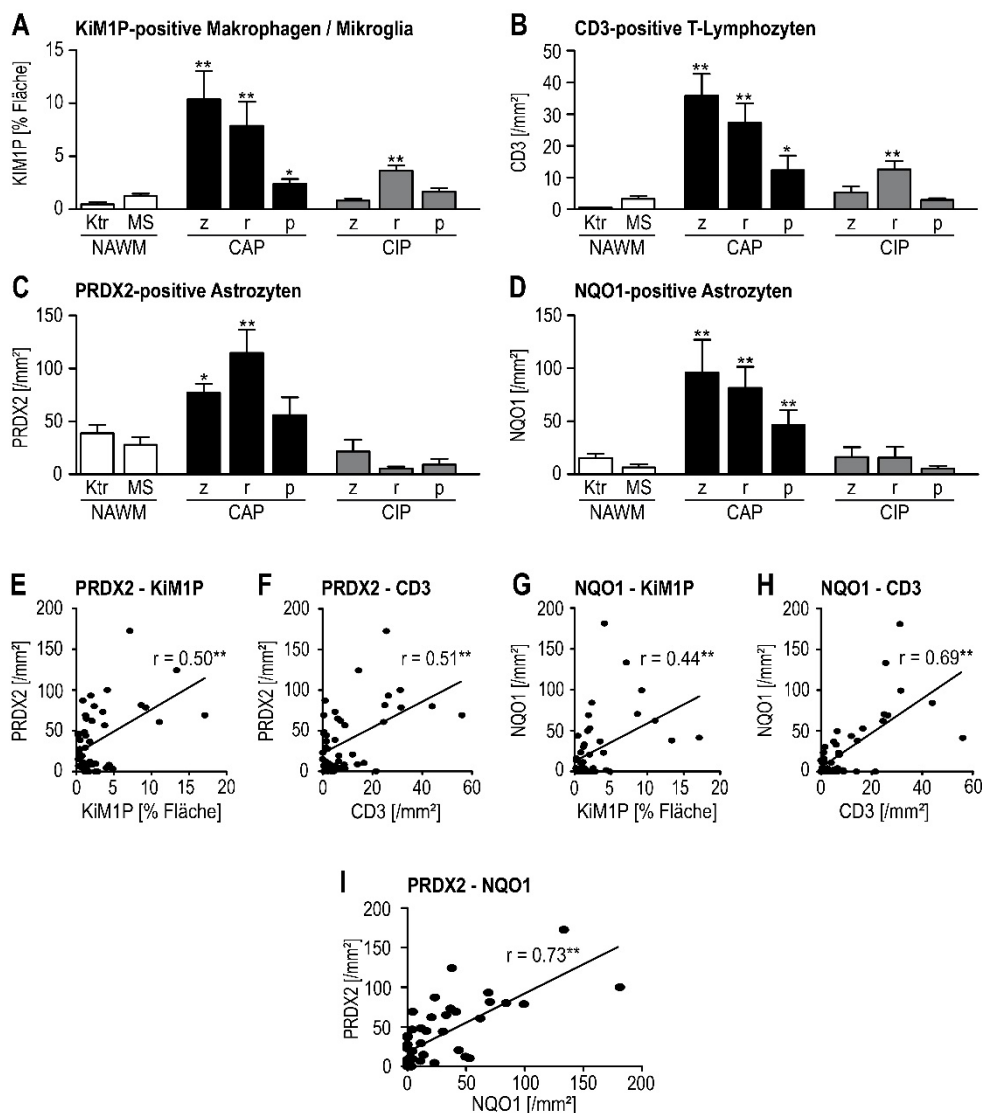 A KiM1P-positive Makrophagen / Mikroglia
KIM1P [% Fläche]
15
10
5
0
** ** * **
Ktr MS z r p z r p
NAWM CAP CIP
B CD3-positive T-Lymphozyten
CD3 [/mm²]
50
40
30
20
10
0
** ** * **
Ktr MS z r p z r p
NAWM CAP CIP
C PRDX2-positive Astrozyten
PRDX2 [/mm²]
150
100
50
0
* **
Ktr MS z r p z r p
NAWM CAP CIP
D NQO1-positive Astrozyten
NQO1 [/mm²]
150
100
50
0
** ** **
Ktr MS z r p z r p
NAWM CAP CIP
E PRDX2 - KiM1P
PRDX2 [/mm²]
200
150
100
50
0
r = 0.50**
0 5 10 15 20
KiM1P [% Fläche]
F PRDX2 - CD3
PRDX2 [/mm²]
200
150
100
50
0
r = 0.51**
0 20 40 60
CD3 [/mm²]
G NQO1 - KiM1P
NQO1 [/mm²]
200
150
100
50
0
r = 0.44**
0 5 10 15 20
KiM1P [% Fläche]
H NQO1 - CD3
NQO1 [/mm²]
200
150
100
50
0
r = 0.69**
0 20 40 60
CD3 [/mm²]
I PRDX2 - NQO1
PRDX2 [/mm²]
200
150
100
50
0
r = 0.73**
0 50 100 150 200
NQO1 [/mm²]